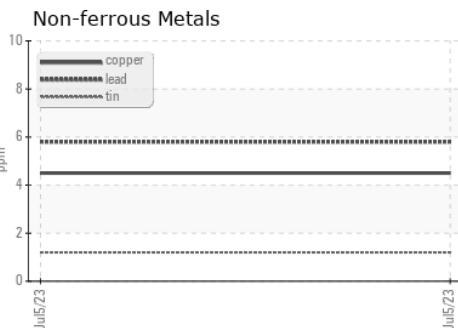 Non-ferrous Metals
10
8
6
4
2
0
ppm
copper
lead
tin
Jul5/23
Jul5/23